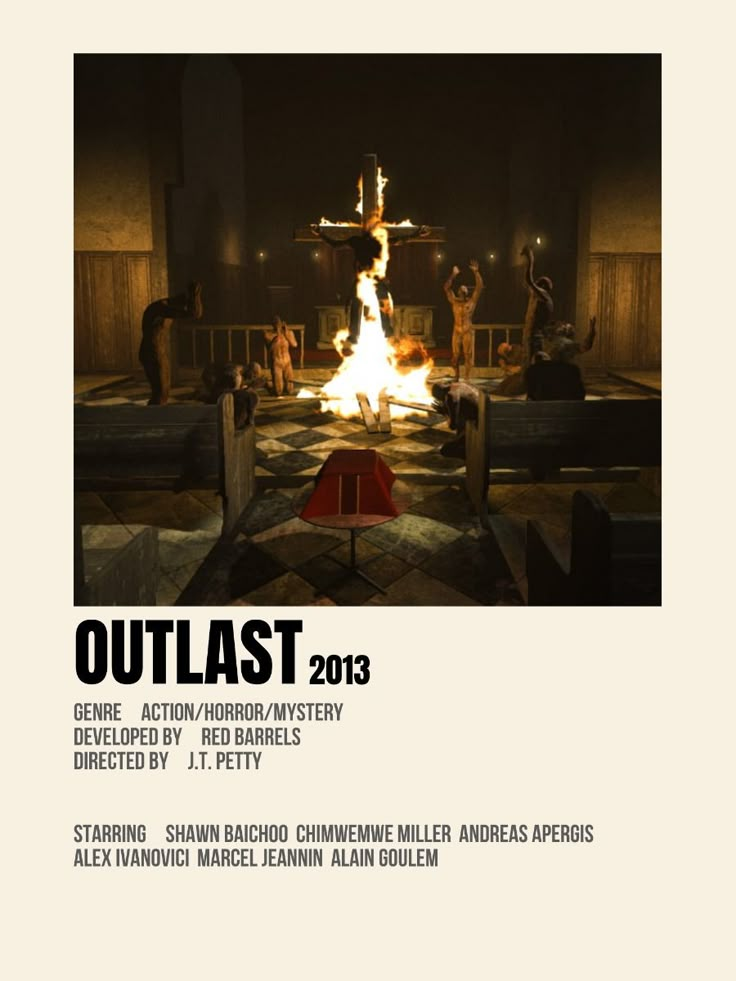 OUTLAST 2013
GENRE ACTION/HORROR/MYSTERY
DEVELOPED BY RED BARRELS
DIRECTED BY J.T. PETTY
STARRING SHAWN BAICHOO CHIMWEMWE MILLER ANDREAS APERGIS
ALEX IVANOVICI MARCEL JEANNIN ALAIN GOULEM